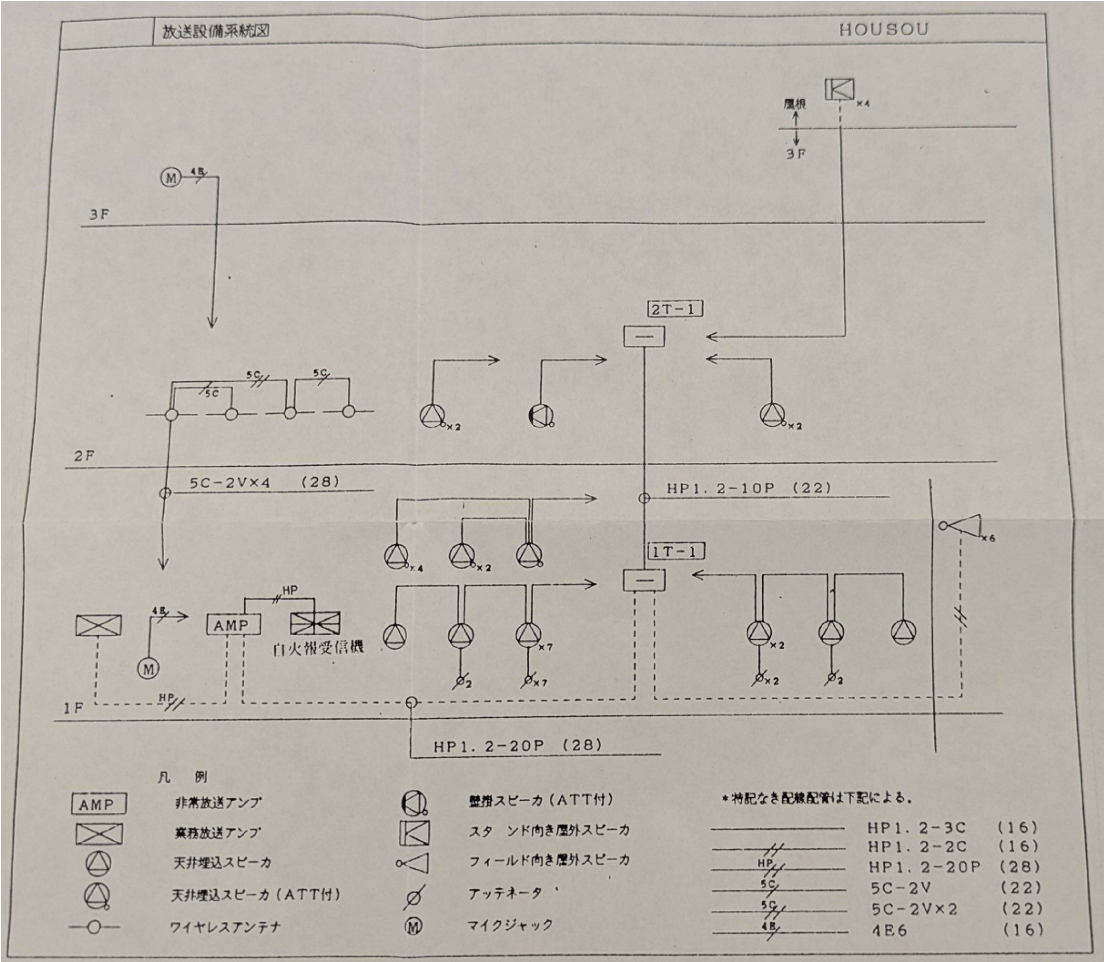 放送設備系統図
HOUSOU
屋根
×4
3F
M
4E
3F
2T-1
5C
5C
5C
×2
×2
2F
5C-2V×4 (28)
HP1.2-10P (22)
×6
×4
×2
1T-1
HP
4E
AMP
自火報受信機
×7
×2
M
2
×7
×2
2
HP
1F
HP1.2-20P (28)
凡 例
AMP 非常放送アンプ
業務放送アンプ
天井埋込スピーカ
天井埋込スピーカ(ATT付)
ワイヤレスアンテナ
壁掛スピーカ(ATT付)
スタンド向き屋外スピーカ
フィールド向き屋外スピーカ
アッテネータ
M マイクジャック
*特記なき配線配管は下記による。
HP1.2-3C (16)
HP1.2-2C (16)
HP HP1.2-20P (28)
5C 5C-2V (22)
5C 5C-2V×2 (22)
4E 4E6 (16)